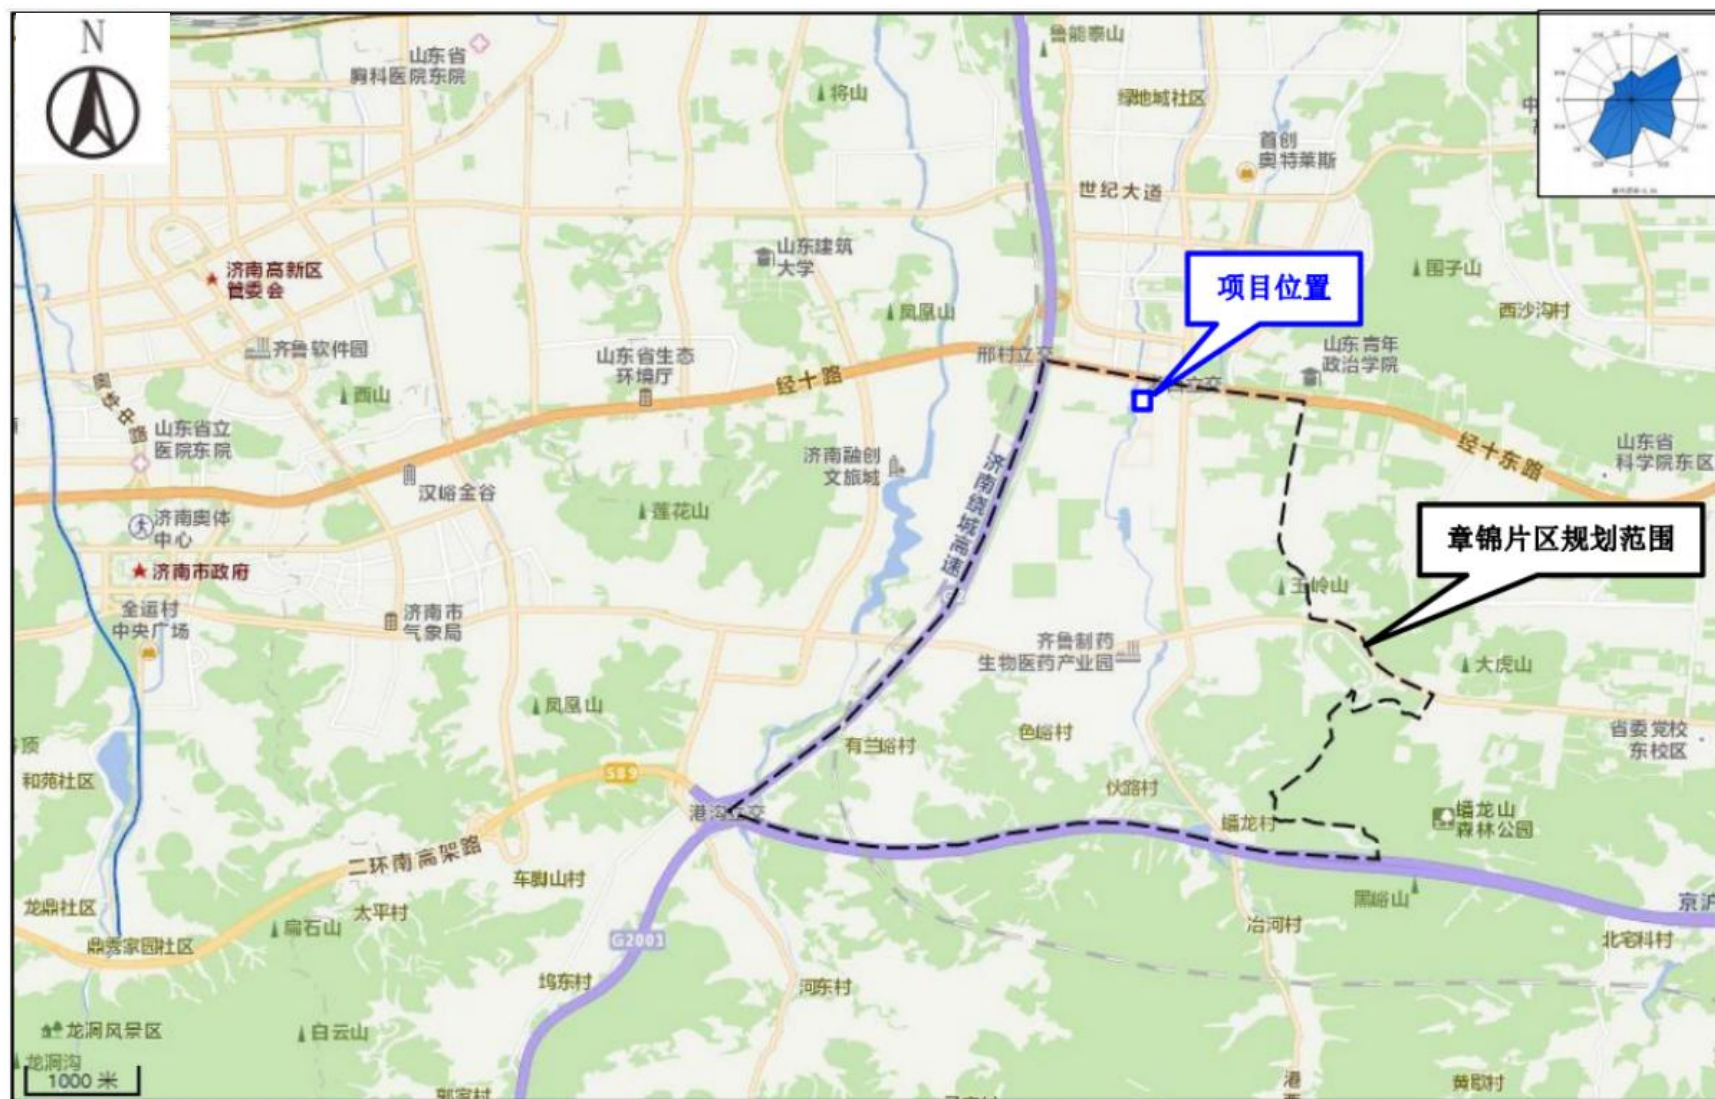 N
山东省
胸科医院东院
鲁能泰山
将山
绿地城社区
首创
奥特莱斯
世纪大道
济南高新区
管委会
山东建筑
大学
项目位置
围子山
凤凰山
西沙沟村
齐鲁软件园
山东省生态
环境厅
邢村立交
山东青年
政治学院
西山
经十路
山东省立
医院东院
济南融创
文旅城
济南绕城高速
经十东路
山东省
科学院东区
汉峪金谷
莲花山
济南奥体
中心
章锦片区规划范围
济南市政府
玉岭山
全运村
中央广场
济南市
气象局
齐鲁制药
生物医药产业园
大虎山
凤凰山
有兰峪村
色峪村
省委党校
东校区
和苑社区
S89
伙路村
港沟立交
蟠龙村
蟠龙山
森林公园
二环南高架路
车脚山村
龙鼎社区
太平村
黑峪山
京沪
扁石山
鼎秀家园社区
G2001
冶河村
北宅科村
坞东村
河东村
龙洞风景区
白云山
龙洞沟
1000 米
黄歇村